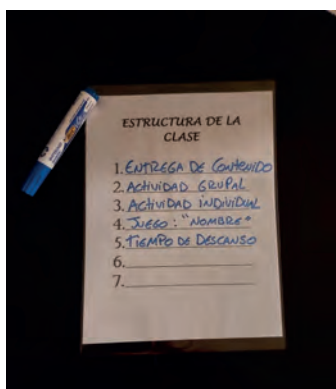 ESTRUCTURA DE LA
CLASE
1. ENTREGA DE CONTENIDO
2. ACTIVIDAD GRUPAL
3. ACTIVIDAD INDIVIDUAL
4. JUEGO: "NOMBRE"
5. TIEMPO DE DESCANSO
6.
7.